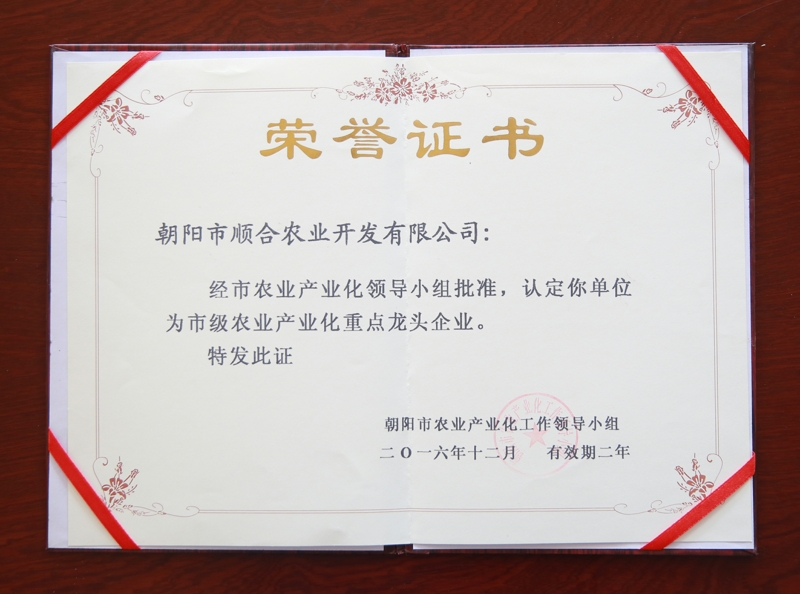 荣誉证书
朝阳市顺合农业开发有限公司：
经市农业产业化领导小组批准，认定你单位
为市级农业产业化重点龙头企业。
特发此证
朝阳市农业产业化工作领导小组
二〇一六年十二月 有效期二年